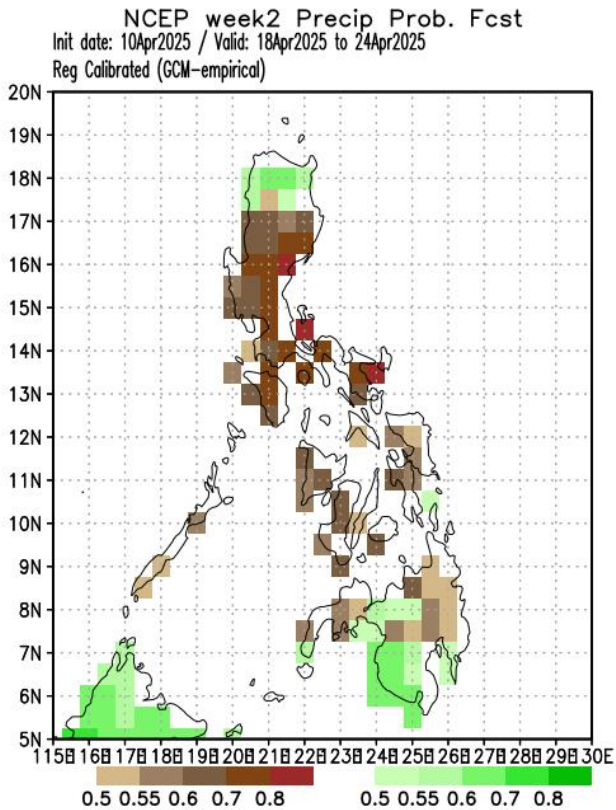 NCEP week2 Precip Prob. Fcst
Init date: 10Apr2025 / Valid: 18Apr2025 to 24Apr2025
Reg Calibrated (GCM-empirical)
20N
19N
18N
17N
16N
15N
14N
13N
12N
11N
10N
9N
8N
7N
6N
5N
115E 116E 117E 118E 119E 120E 121E 122E 123E 124E 125E 126E 127E 128E 129E 130E
0.5 0.55 0.6 0.7 0.8 0.5 0.55 0.6 0.7 0.8